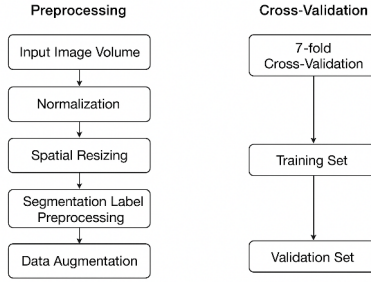 Preprocessing
Input Image Volume
Normalization
Spatial Resizing
Segmentation Label
Preprocessing
Data Augmentation
Cross-Validation
7-fold
Cross-Validation
Training Set
Validation Set